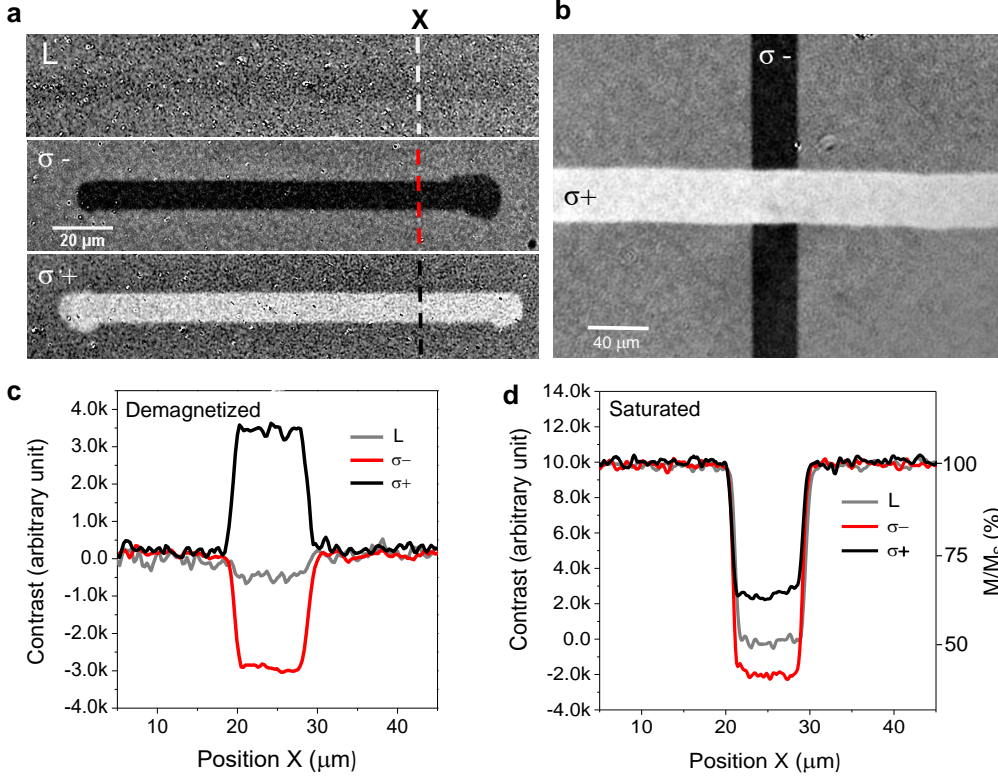 a
X
L
σ -
20 μm
σ +
b
σ -
σ+
40 μm
c
Demagnetized
L
σ−
σ+
4.0k
3.0k
2.0k
1.0k
0.0
-1.0k
-2.0k
-3.0k
-4.0k
10
20
30
40
Contrast (arbitrary unit)
Position X (μm)
d
Saturated
L
σ−
σ+
14.0k
12.0k
10.0k
8.0k
6.0k
4.0k
2.0k
0.0
-2.0k
-4.0k
10
20
30
40
100
75
50
Contrast (arbitrary unit)
Position X (μm)
M/MS (%)